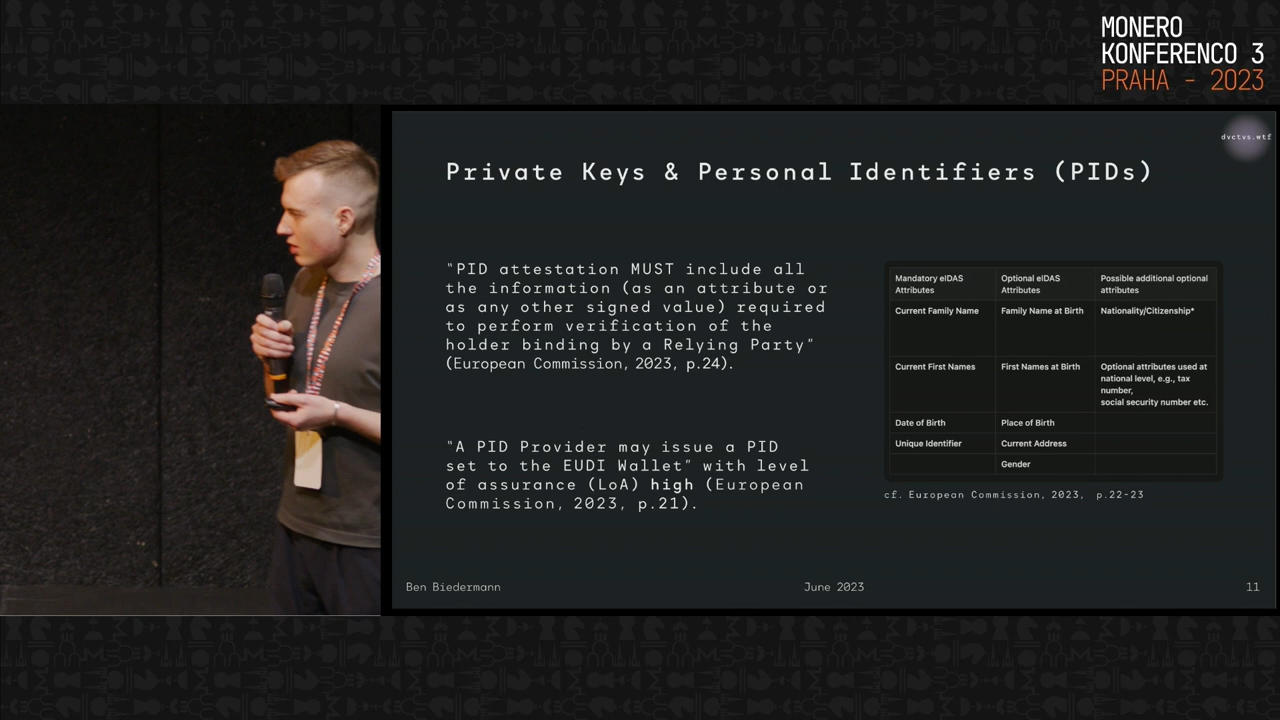 MONERO
KONFERENCO 3
PRAHA - 2023
dvctvs.wtf
Private Keys & Personal Identifiers (PIDs)
"PID attestation MUST include all
the information (as an attribute or
as any other signed value) required
to perform verification of the
holder binding by a Relying Party"
(European Commission, 2023, p.24).
"A PID Provider may issue a PID
set to the EUDI Wallet" with level
of assurance (LoA) high (European
Commission, 2023, p.21).
Mandatory eIDAS
Attributes
Optional eIDAS
Attributes
Possible additional optional
attributes
Current Family Name
Family Name at Birth
Nationality/Citizenship*
Current First Names
First Names at Birth
Optional attributes used at
national level, e.g., tax
number,
social security number etc.
Date of Birth
Place of Birth
Unique Identifier
Current Address
Gender
cf. European Commission, 2023, p.22-23
Ben Biedermann
June 2023
11